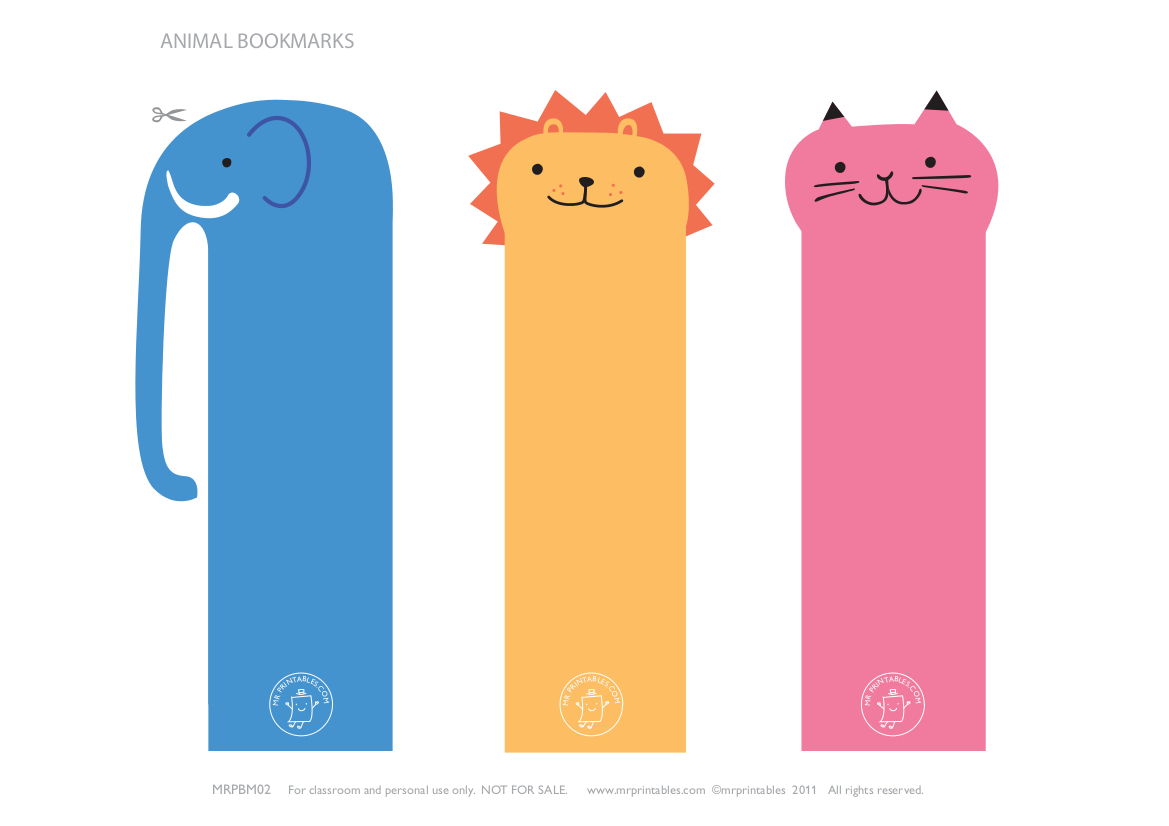 ANIMAL BOOKMARKS
MR PRINTABLES.COM
MR PRINTABLES.COM
MR PRINTABLES.COM
MRPBM02 For classroom and personal use only. NOT FOR SALE. www.mrprintables.com ©mrprintables 2011 All rights reserved.